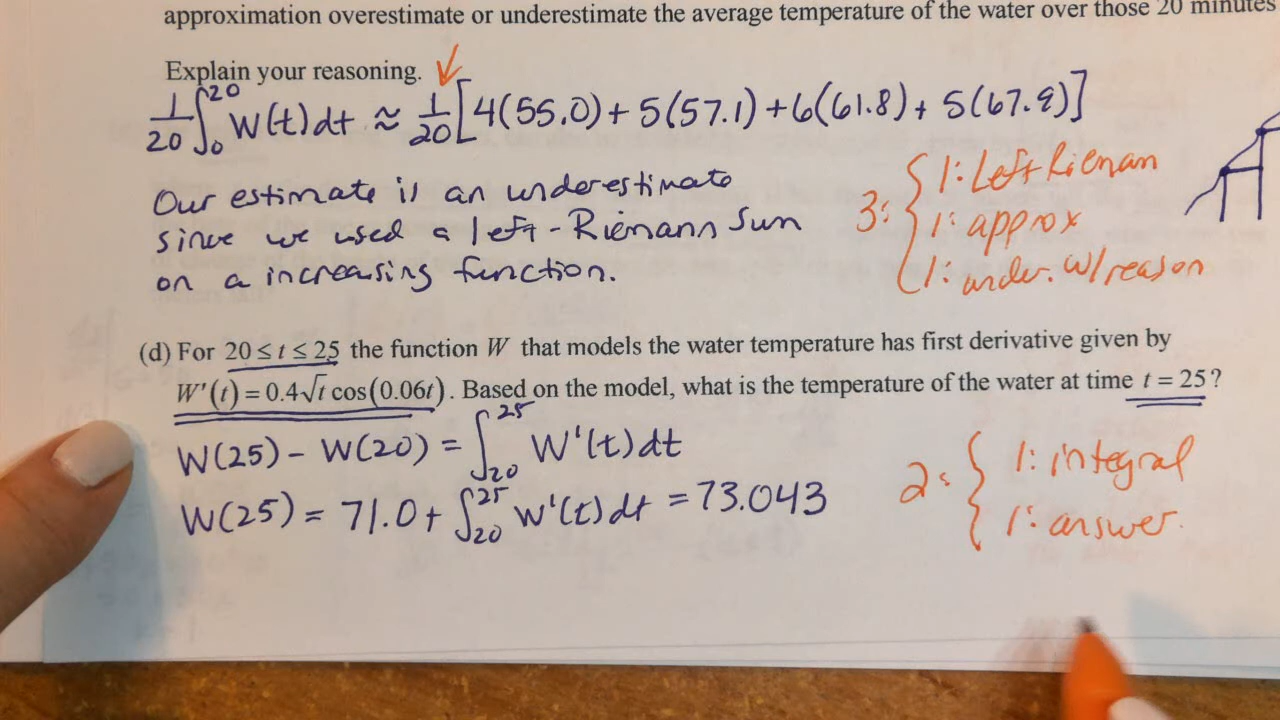 approximation overestimate or underestimate the average temperature of the water over those 20 minutes
Explain your reasoning.
1/20 ∫₀²⁰ W(t)dt ≈ 1/20 [4(55.0) + 5(57.1) + 6(61.8) + 5(67.9)]
Our estimate is an underestimate
since we used a left-Riemann Sum
on a increasing function.
3: { 1: Left Rieman
1: approx
1: under. w/reason
(d) For 20 ≤ t ≤ 25 the function W that models the water temperature has first derivative given by
W'(t) = 0.4√t cos(0.06t). Based on the model, what is the temperature of the water at time t = 25?
W(25) - W(20) = ∫₂₀²⁵ W'(t)dt
W(25) = 71.0 + ∫₂₀²⁵ W'(t)dt = 73.043
2: { 1: integral
1: answer.